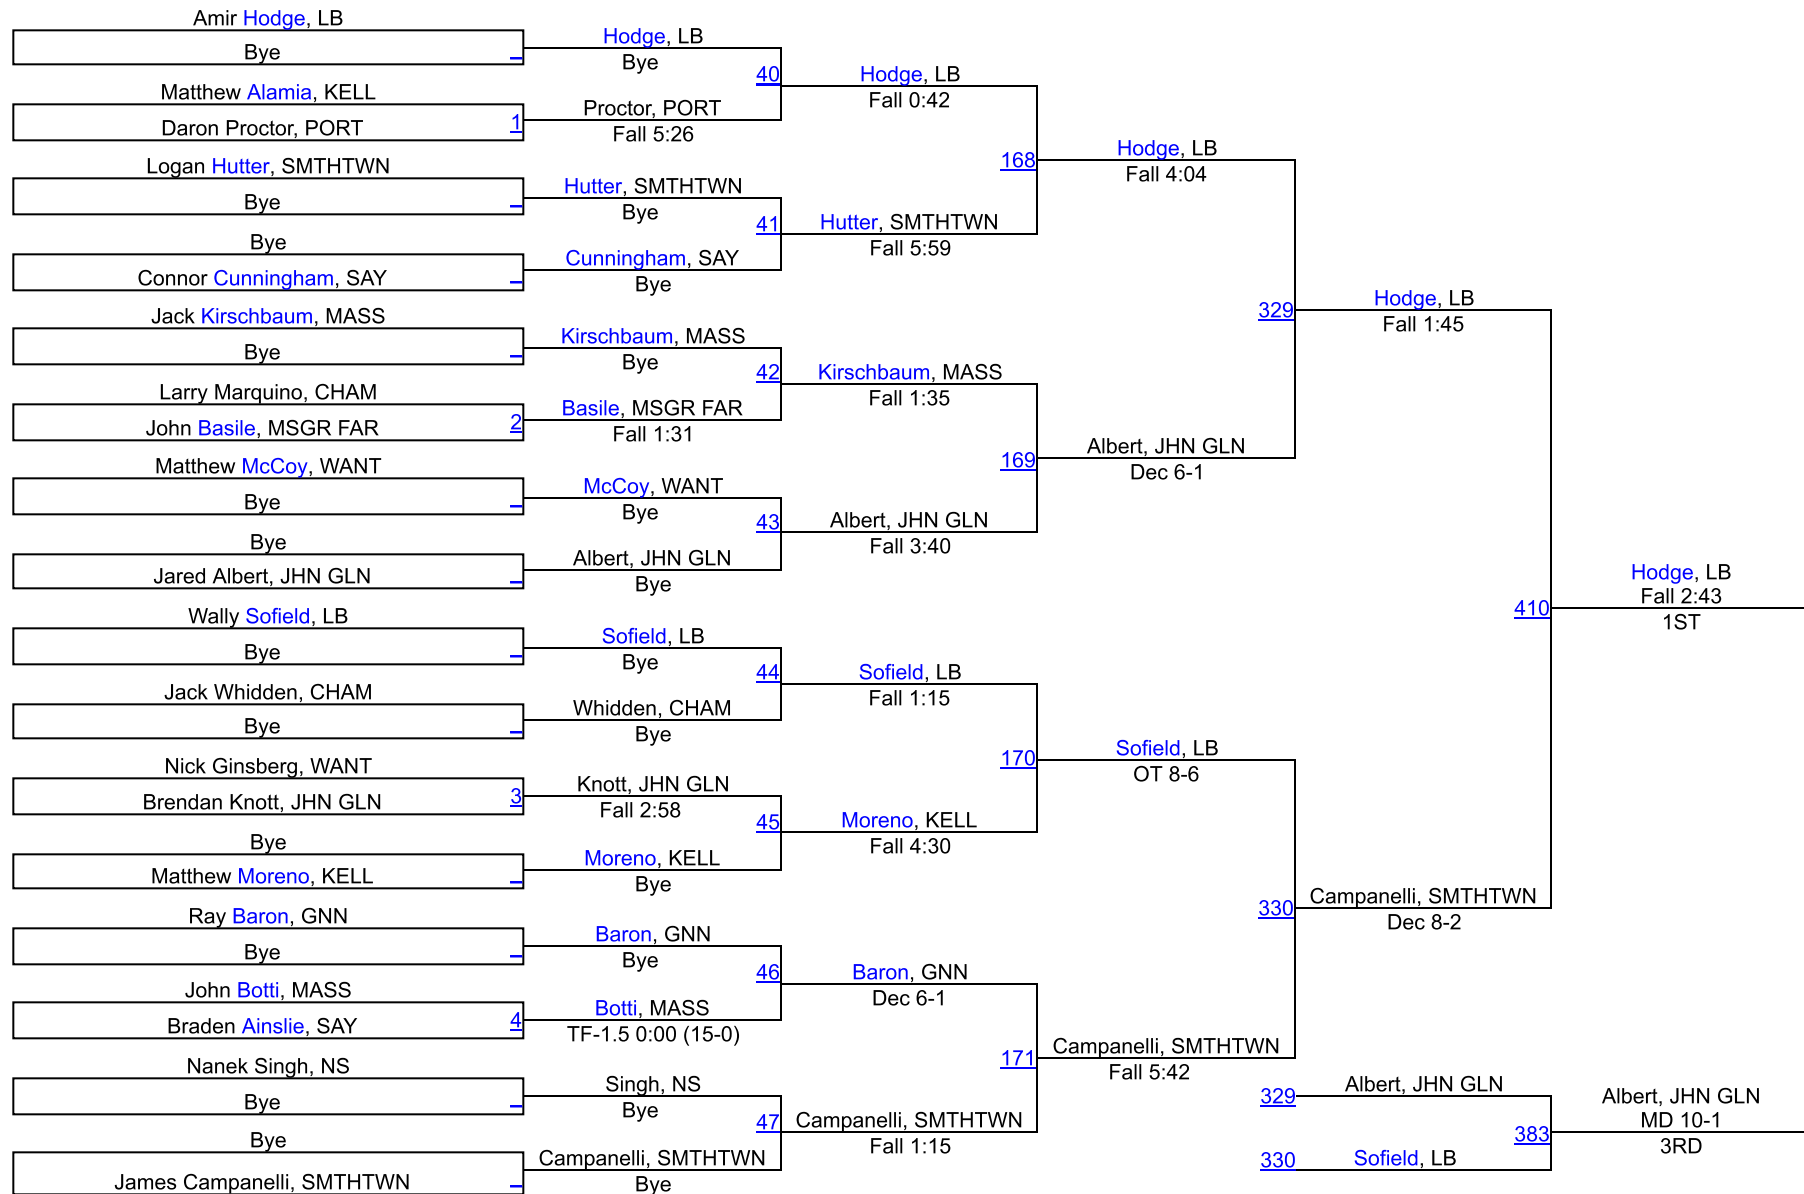 Amir Hodge, LB
Bye
Matthew Alamia, KELL
Daron Proctor, PORT
1
Logan Hutter, SMTHTWN
Bye
Bye
Connor Cunningham, SAY
Jack Kirschbaum, MASS
Bye
Larry Marquino, CHAM
John Basile, MSGR FAR
2
Matthew McCoy, WANT
Bye
Bye
Jared Albert, JHN GLN
Wally Sofield, LB
Bye
Jack Whidden, CHAM
Bye
Nick Ginsberg, WANT
Brendan Knott, JHN GLN
3
Bye
Matthew Moreno, KELL
Ray Baron, GNN
Bye
John Botti, MASS
Braden Ainslie, SAY
4
Nanek Singh, NS
Bye
Bye
James Campanelli, SMTHTWN
Hodge, LB
Bye
40
Proctor, PORT
Fall 5:26
Hutter, SMTHTWN
Bye
41
Cunningham, SAY
Bye
Kirschbaum, MASS
Bye
42
Basile, MSGR FAR
Fall 1:31
McCoy, WANT
Bye
43
Albert, JHN GLN
Bye
Sofield, LB
Bye
44
Whidden, CHAM
Bye
Knott, JHN GLN
Fall 2:58
45
Moreno, KELL
Bye
Baron, GNN
Bye
46
Botti, MASS
TF-1.5 0:00 (15-0)
Singh, NS
Bye
47
Campanelli, SMTHTWN
Bye
Hodge, LB
Fall 0:42
168
Hutter, SMTHTWN
Fall 5:59
Kirschbaum, MASS
Fall 1:35
169
Albert, JHN GLN
Fall 3:40
Sofield, LB
Fall 1:15
170
Moreno, KELL
Fall 4:30
Baron, GNN
Dec 6-1
171
Campanelli, SMTHTWN
Fall 1:15
Hodge, LB
Fall 4:04
329
Albert, JHN GLN
Dec 6-1
Sofield, LB
OT 8-6
330
Campanelli, SMTHTWN
Fall 5:42
Hodge, LB
Fall 1:45
410
Campanelli, SMTHTWN
Dec 8-2
Hodge, LB
Fall 2:43
1ST
329
Albert, JHN GLN
383
330
Sofield, LB
Albert, JHN GLN
MD 10-1
3RD